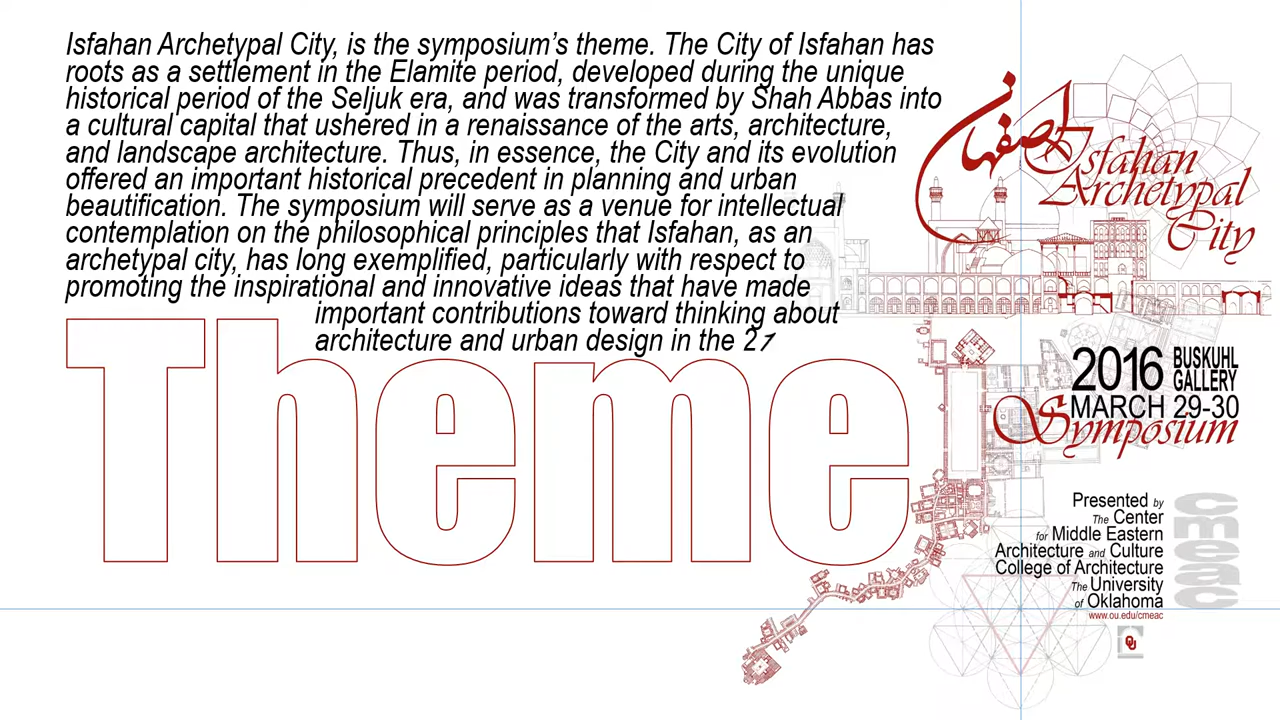 Isfahan Archetypal City, is the symposium's theme. The City of Isfahan has
roots as a settlement in the Elamite period, developed during the unique
historical period of the Seljuk era, and was transformed by Shah Abbas into
a cultural capital that ushered in a renaissance of the arts, architecture,
and landscape architecture. Thus, in essence, the City and its evolution
offered an important historical precedent in planning and urban
beautification. The symposium will serve as a venue for intellectual
contemplation on the philosophical principles that Isfahan, as an
archetypal city, has long exemplified, particularly with respect to
promoting the inspirational and innovative ideas that have made
important contributions toward thinking about
architecture and urban design in the 21
Theme
اصفهان
Isfahan
Archetypal
City
2016 BUSKUHL
GALLERY
MARCH 29-30
Symposium
Presented by
The Center
for Middle Eastern
Architecture and Culture
College of Architecture
The University
of Oklahoma
www.ou.edu/cmeac
cmeac
OU